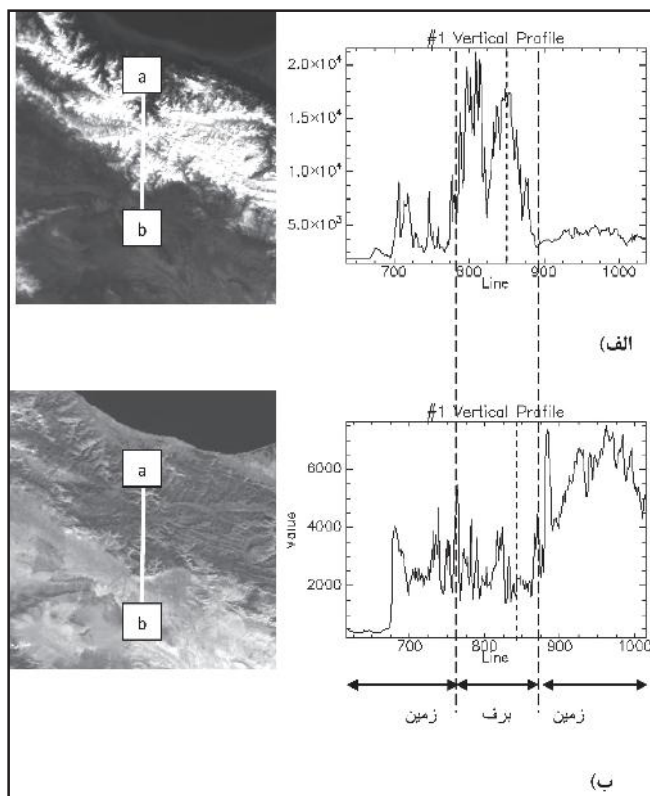 a
b
#1 Vertical Profile
2.0×10⁴
1.5×10⁴
1.0×10⁴
5.0×10³
700 800 900 1000
Line
الف)
a
b
#1 Vertical Profile
Value
6000
4000
2000
700 800 900 1000
Line
زمین برف زمین
ب)